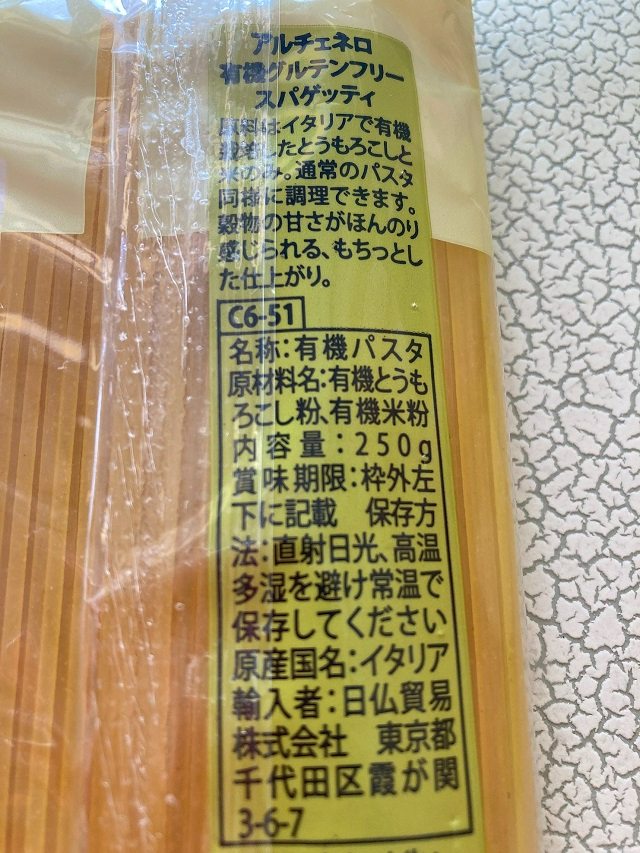 アルチェネロ
有機グルテンフリー
スパゲッティ
原料はイタリアで有機
栽培したとうもろこしと
米のみ。通常のパスタ
同様に調理できます。
穀物の甘さがほんのり
感じられる、もちっとし
た仕上がり。
C6-51
名称：有機パスタ
原材料名：有機とうも
ろこし粉、有機米粉
内容量：250g
賞味期限：枠外左
下に記載　保存方
法：直射日光、高温
多湿を避け常温で
保存してください
原産国名：イタリア
輸入者：日仏貿易
株式会社　東京都
千代田区霞が関
3-6-7